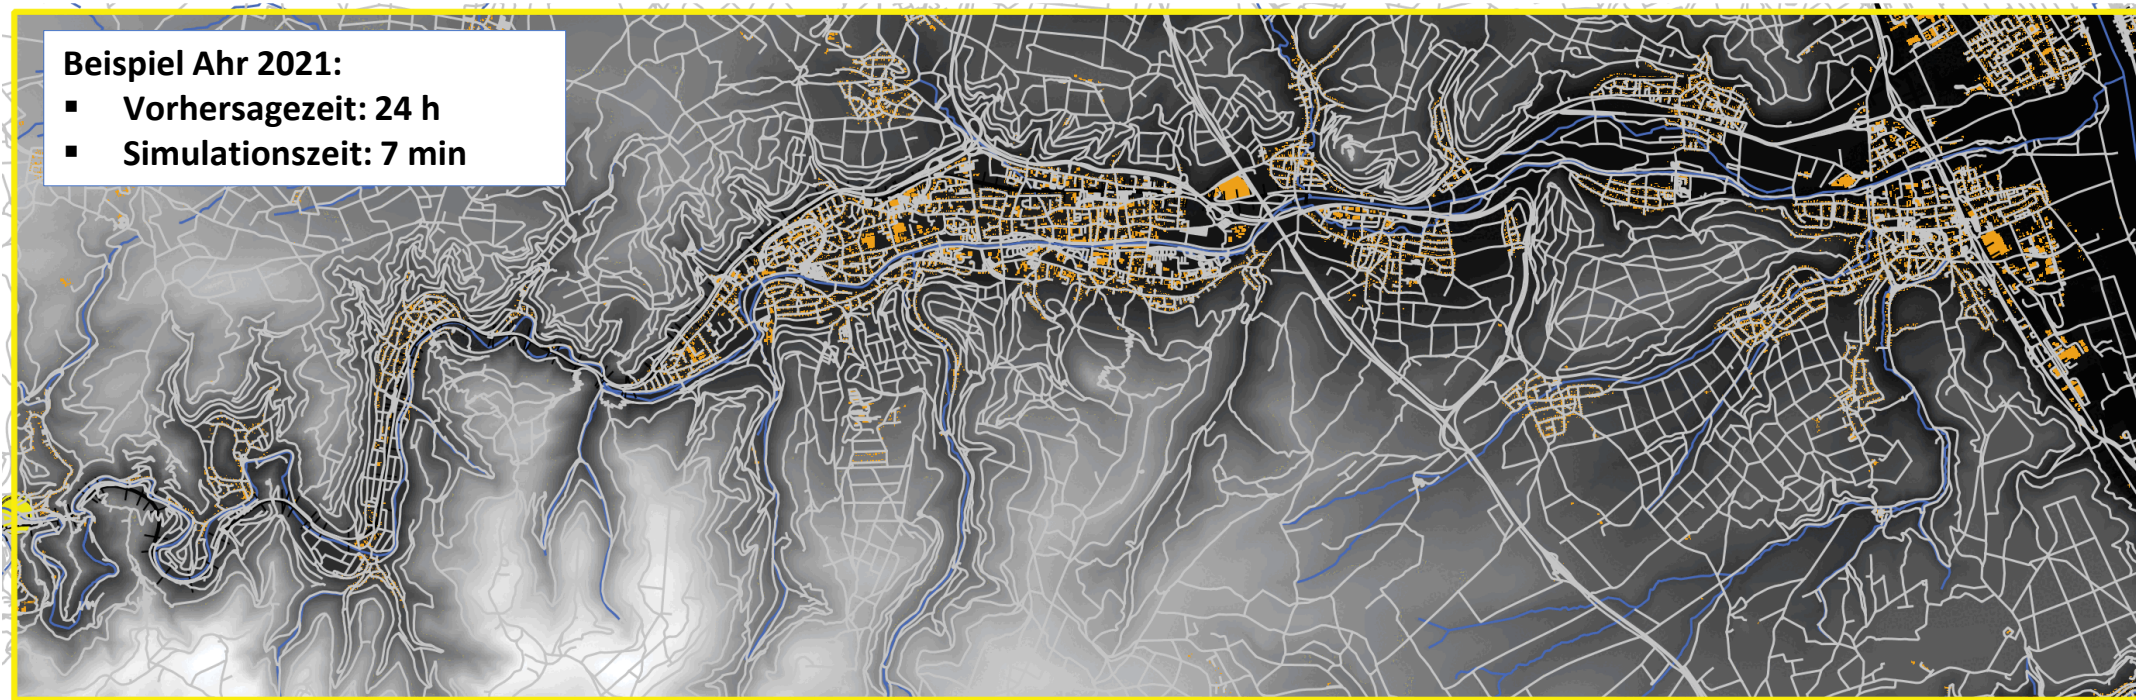 Beispiel Ahr 2021:
▪ Vorhersagezeit: 24 h
▪ Simulationszeit: 7 min